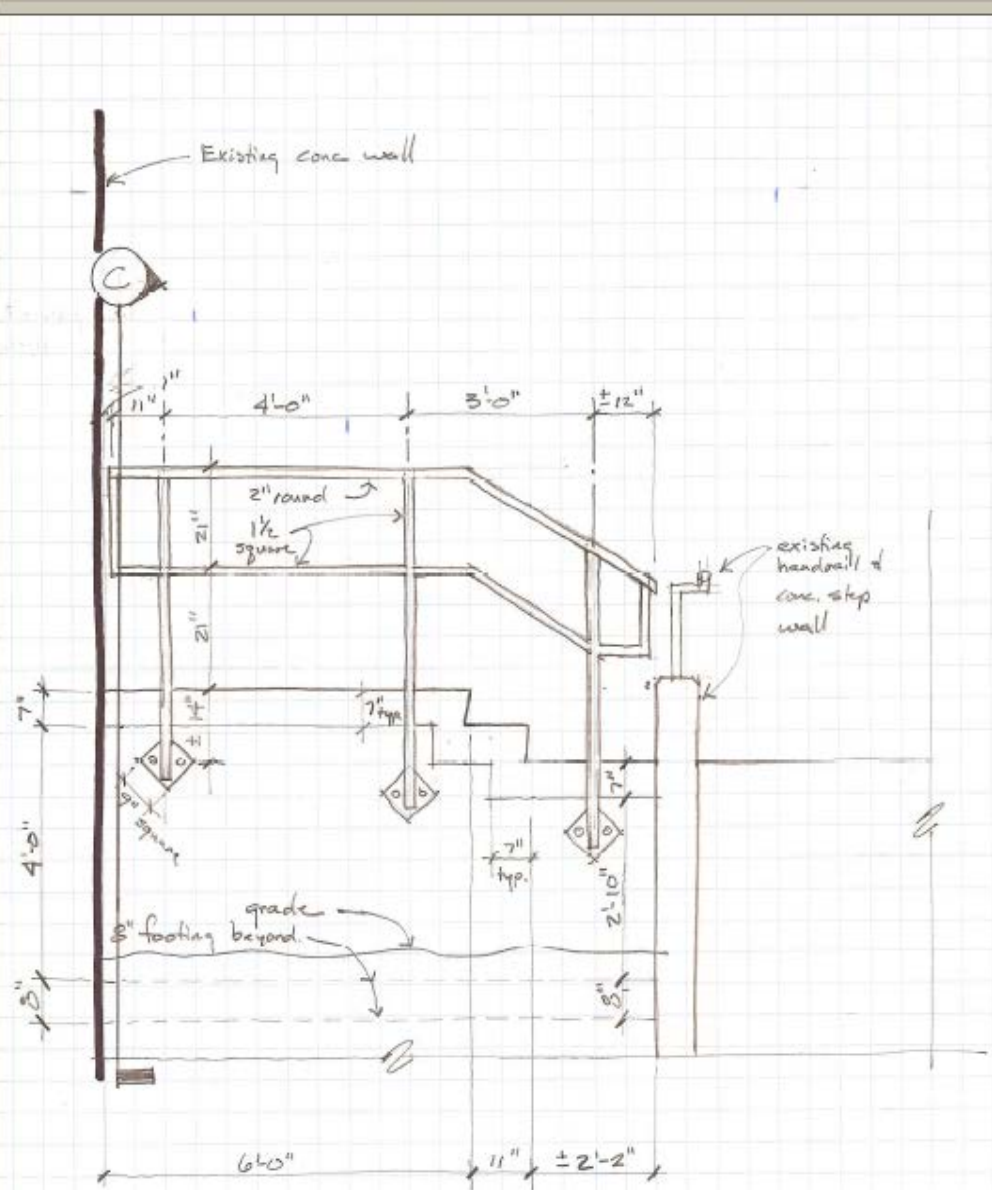 Existing conc wall
C
1"
11"
4'-0"
3'-0"
±12"
2" round
1½
square
21"
21"
existing
handrail &
conc. step
wall
7"
± 14"
7" typ.
9"
square
7"
7"
typ.
4'-0"
2'-10"
grade
8" footing beyond.
8"
8"
6'-0"
11"
±2'-2"